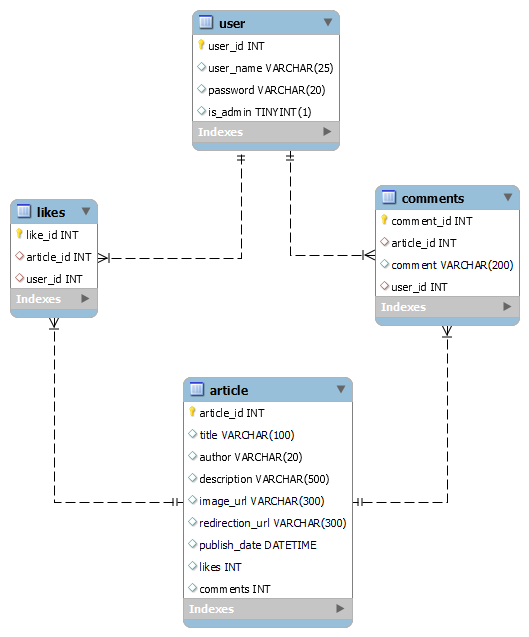 user
user_id INT
user_name VARCHAR(25)
password VARCHAR(20)
is_admin TINYINT(1)
Indexes
likes
like_id INT
article_id INT
user_id INT
Indexes
comments
comment_id INT
article_id INT
comment VARCHAR(200)
user_id INT
Indexes
article
article_id INT
title VARCHAR(100)
author VARCHAR(20)
description VARCHAR(500)
image_url VARCHAR(300)
redirection_url VARCHAR(300)
publish_date DATETIME
likes INT
comments INT
Indexes